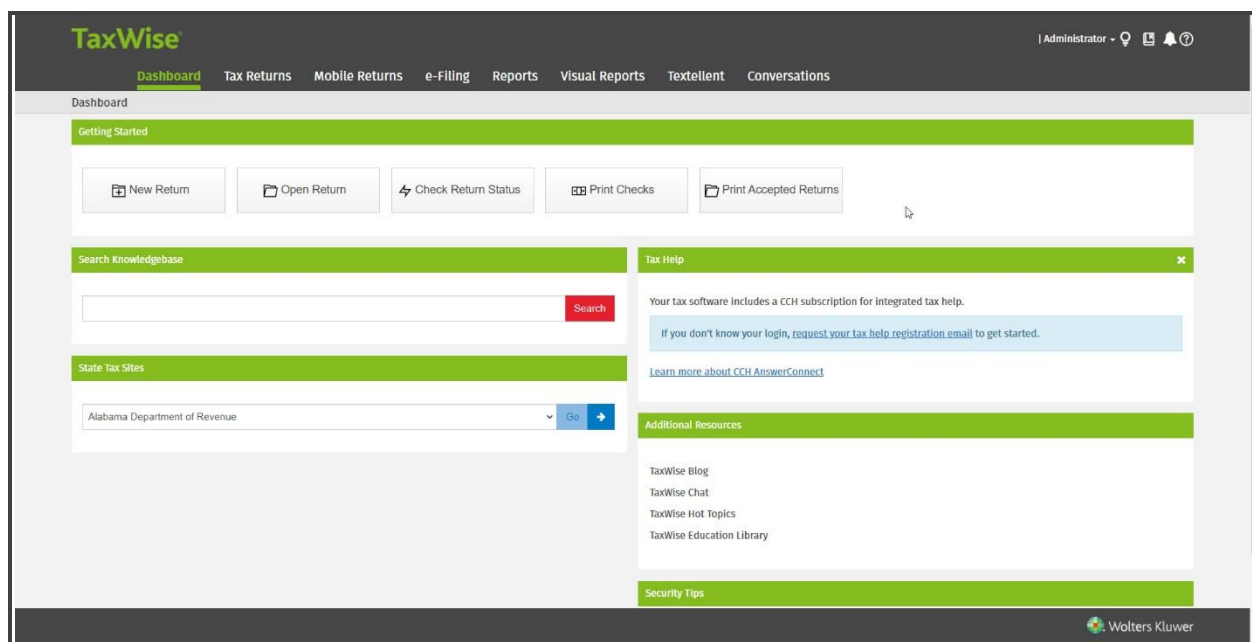 TaxWise
| Administrator
Dashboard Tax Returns Mobile Returns e-Filing Reports Visual Reports Textellent Conversations
Dashboard
Getting Started
New Return Open Return Check Return Status Print Checks Print Accepted Returns
Search Knowledgebase
Search
State Tax Sites
Alabama Department of Revenue Go
Tax Help
Your tax software includes a CCH subscription for integrated tax help.
If you don't know your login, request your tax help registration email to get started.
Learn more about CCH AnswerConnect
Additional Resources
TaxWise Blog
TaxWise Chat
TaxWise Hot Topics
TaxWise Education Library
Security Tips
Wolters Kluwer